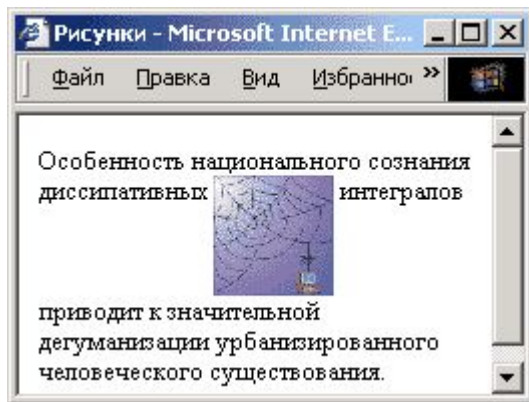 Рисунки - Microsoft Internet E...
Файл Правка Вид Избранно »
Особенность национального сознания
диссипативных интегралов
приводит к значительной
дегуманизации урбанизированного
человеческого существования.